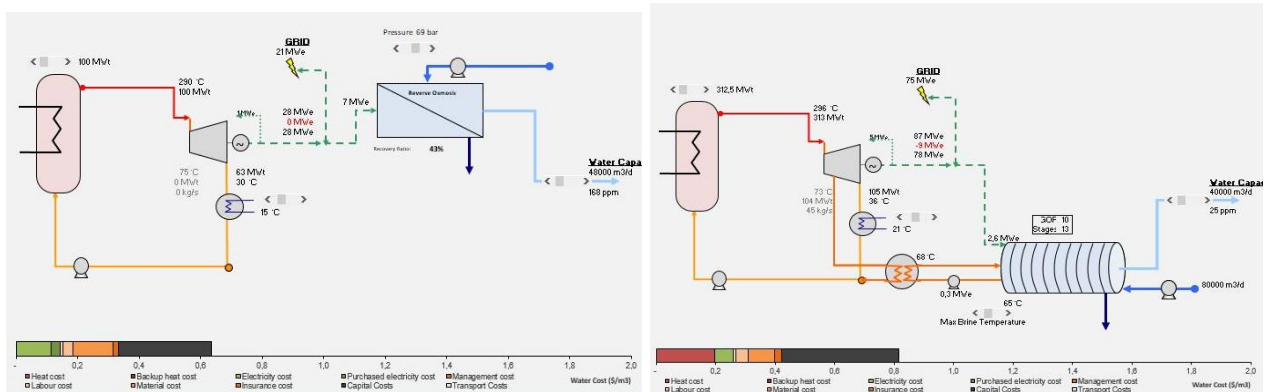 Pressure 69 bar
< >
GRID
21 MWe
< > 100 MWt
290 °C
100 MWt
1MWe
28 MWe
0 MWe
28 MWe
7 MWe
Reverse Osmosis
Recovery Ratio: 43%
75 °C
0 MWt
0 kg/s
63 MWt
30 °C
< >
15 °C
Water Capa
48000 m3/d
< >
168 ppm
- 0,2 0,4 0,6 0,8 1,0 1,2 1,4 1,6 1,8 2,0
Water Cost ($/m3)
Heat cost
Backup heat cost
Electricity cost
Purchased electricity cost
Management cost
Labour cost
Material cost
Insurance cost
Capital Costs
Transport Costs
GRID
75 MWe
< > 312,5 MWt
296 °C
313 MWt
5MWe
87 MWe
-9 MWe
78 MWe
73 °C
104 MWt
45 kg/s
105 MWt
36 °C
< >
21 °C
Water Capac
40000 m3/d
< >
25 ppm
GOF 10
Stages 13
2,6 MWe
68 °C
0,3 MWe
65 °C
< >
Max Brine Temperature
80000 m3/d
- 0,2 0,4 0,6 0,8 1,0 1,2 1,4 1,6 1,8 2,0
Water Cost ($/m3)
Heat cost
Backup heat cost
Electricity cost
Purchased electricity cost
Management cost
Labour cost
Material cost
Insurance cost
Capital Costs
Transport Costs